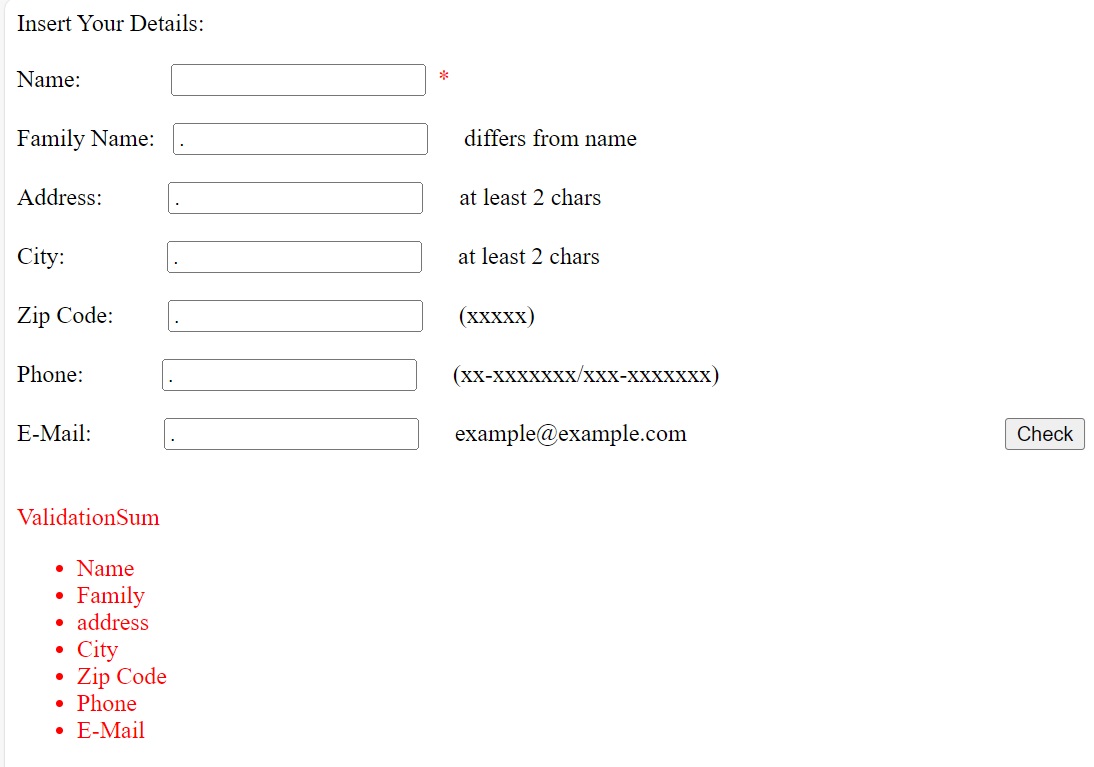 Insert Your Details:
Name: *
Family Name: . differs from name
Address: . at least 2 chars
City: . at least 2 chars
Zip Code: . (xxxxx)
Phone: . (xx-xxxxxxx/xxx-xxxxxxx)
E-Mail: . example@example.com Check
ValidationSum
• Name
• Family
• address
• City
• Zip Code
• Phone
• E-Mail